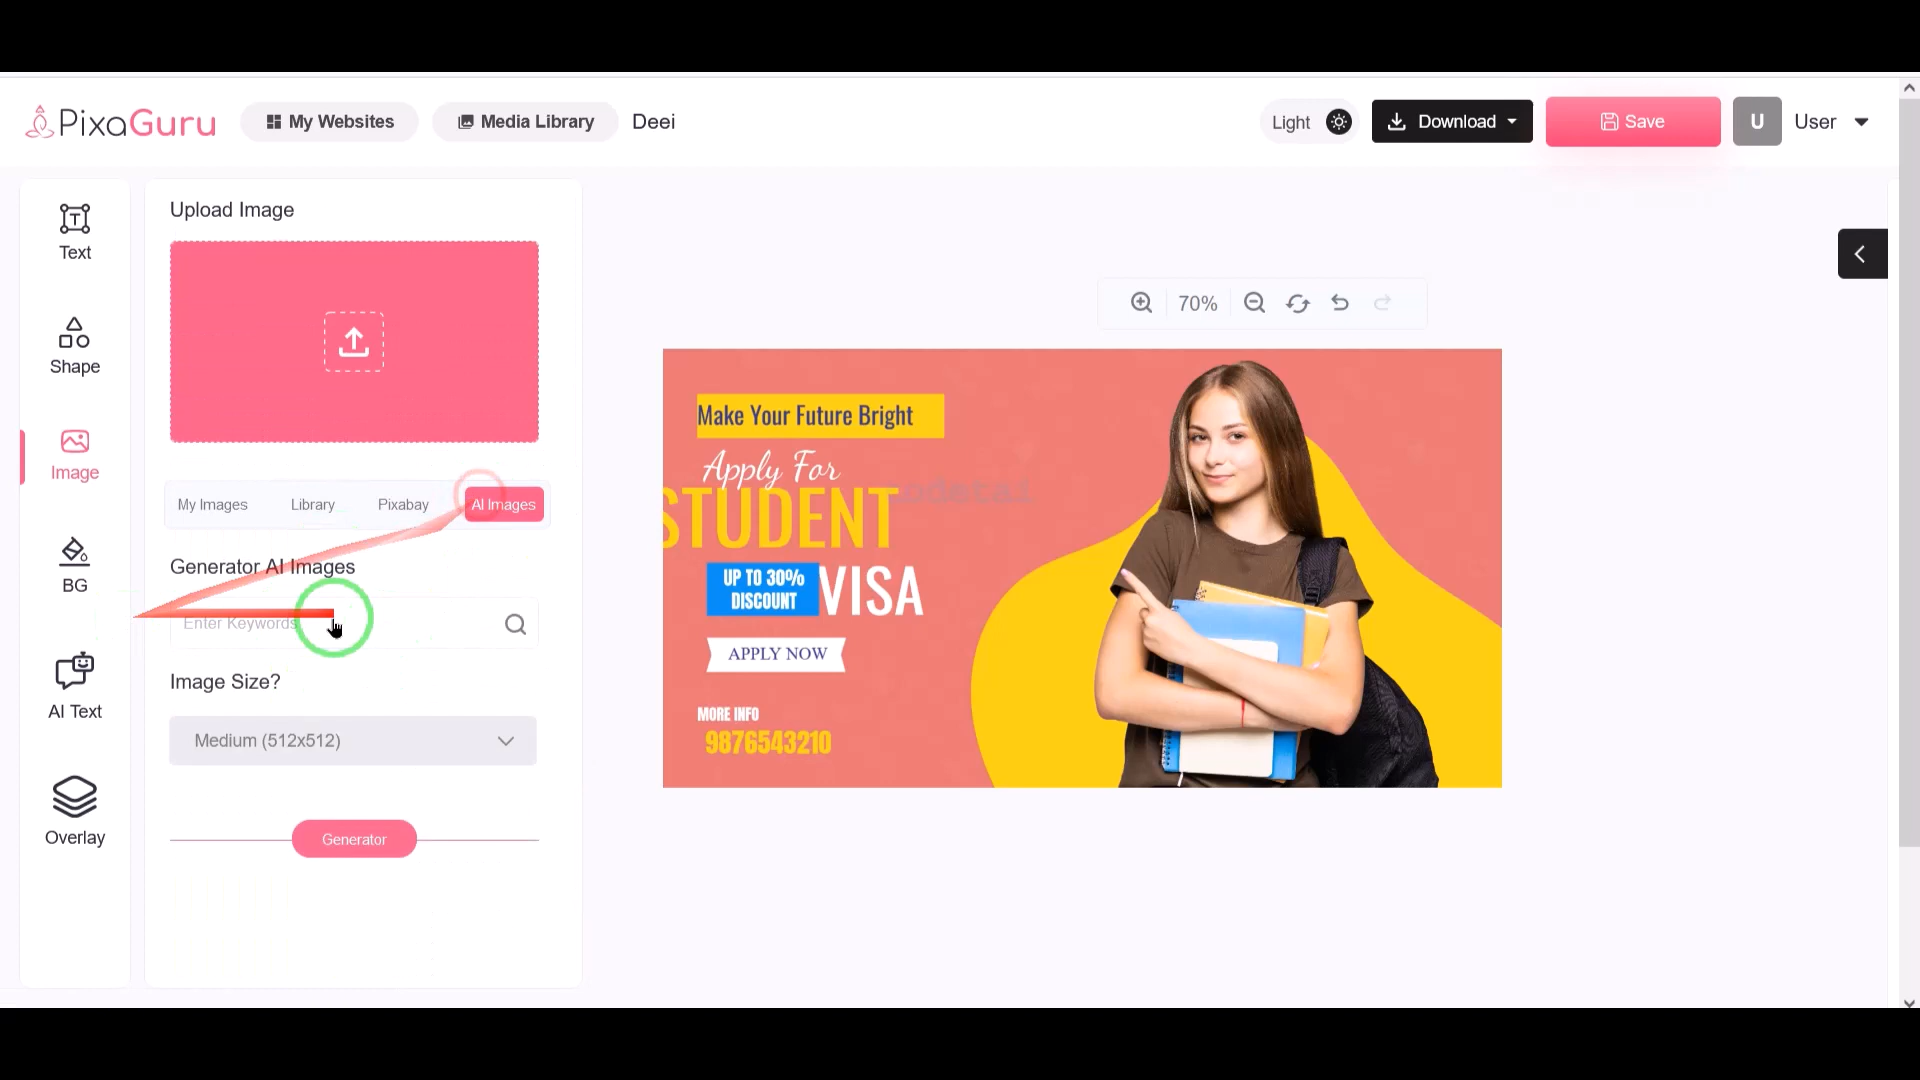 PixaGuru
My Websites
Media Library
Deei
Light
Download
Save
U
User
Text
Shape
Image
BG
AI Text
Overlay
Upload Image
My Images
Library
Pixabay
AI Images
Generator AI Images
Enter Keywords
Image Size?
Medium (512x512)
Generator
70%
Make Your Future Bright
Apply For
STUDENT
UP TO 30%
DISCOUNT
VISA
APPLY NOW
MORE INFO
9876543210